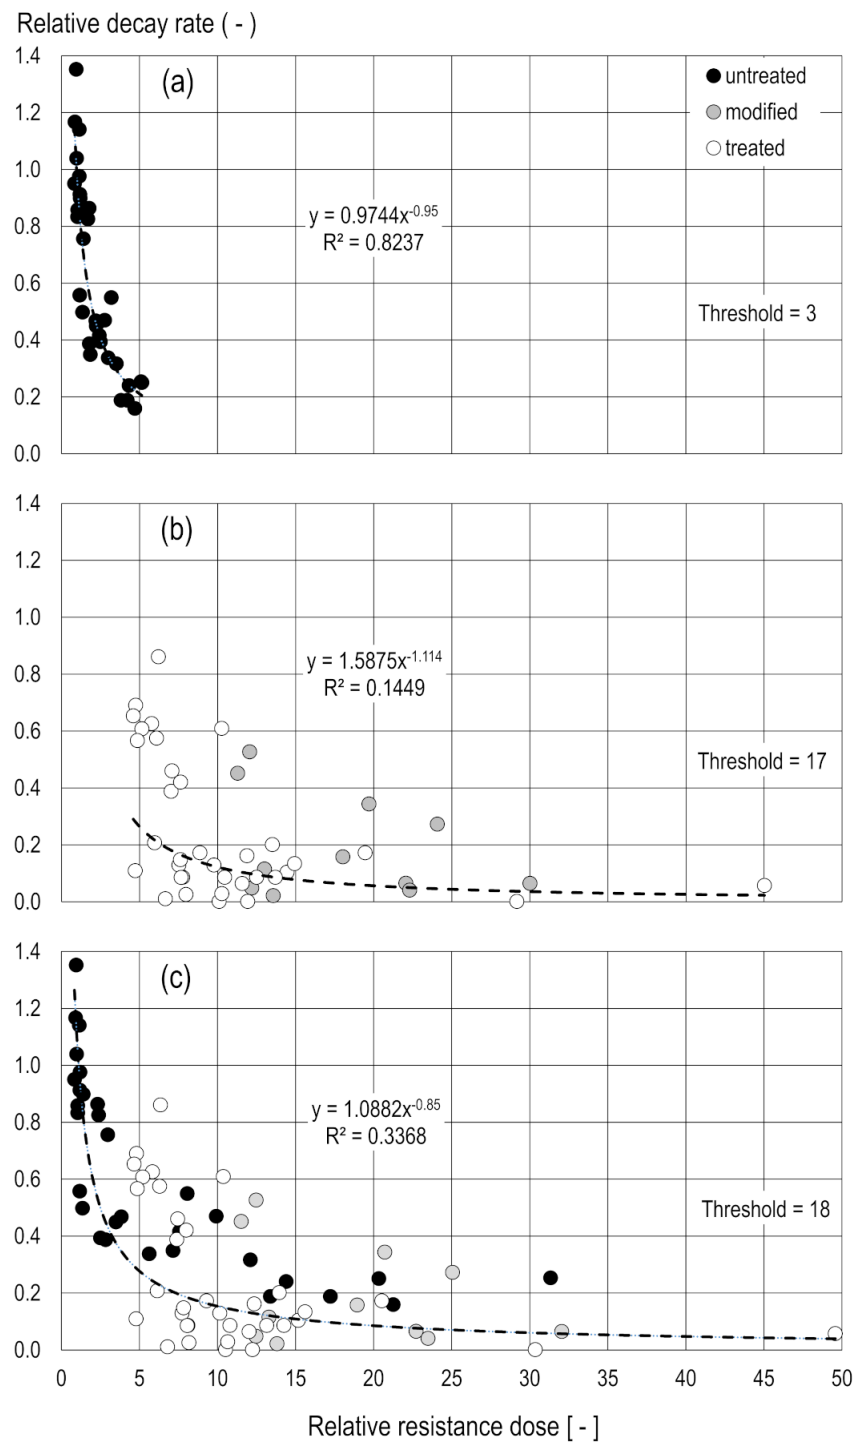 Relative decay rate ( - )
1.4
(a)
untreated
1.2
modified
treated
1.0
y = 0.9744x^-0.95
0.8
R² = 0.8237
0.6
Threshold = 3
0.4
0.2
0.0
1.4
(b)
1.2
1.0
y = 1.5875x^-1.114
0.8
R² = 0.1449
0.6
Threshold = 17
0.4
0.2
0.0
1.4
(c)
1.2
1.0
y = 1.0882x^-0.85
0.8
R² = 0.3368
0.6
Threshold = 18
0.4
0.2
0.0
0 5 10 15 20 25 30 35 40 45 50
Relative resistance dose [ - ]